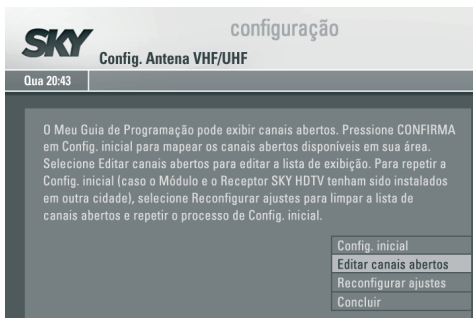 configuração
SKY
Config. Antena VHF/UHF
Qua 20:43
O Meu Guia de Programação pode exibir canais abertos. Pressione CONFIRMA
em Config. inicial para mapear os canais abertos disponíveis em sua área.
Selecione Editar canais abertos para editar a lista de exibição. Para repetir a
Config. inicial (caso o Módulo e o Receptor SKY HDTV tenham sido instalados
em outra cidade), selecione Reconfigurar ajustes para limpar a lista de
canais abertos e repetir o processo de Config. inicial.
Config. inicial
Editar canais abertos
Reconfigurar ajustes
Concluir